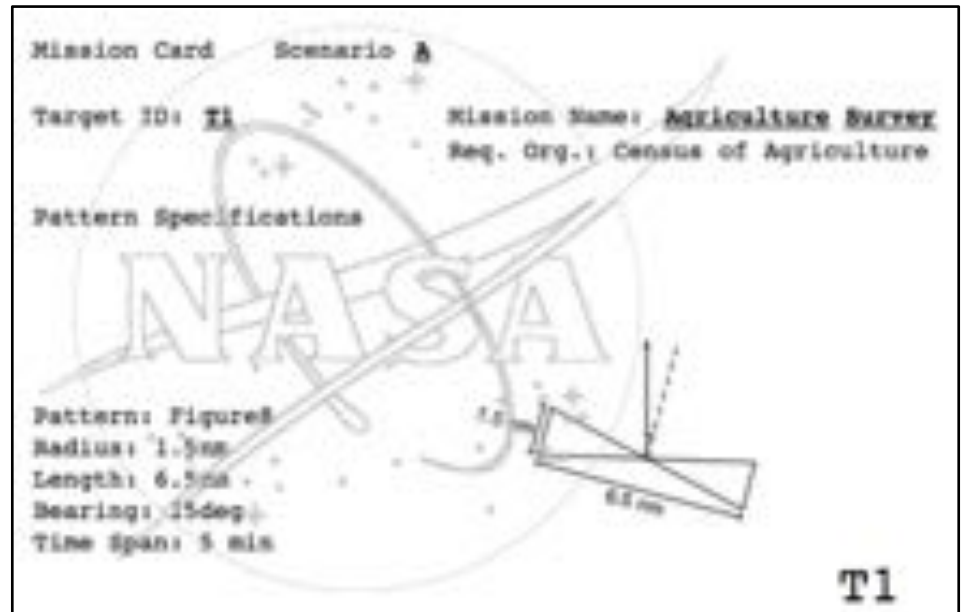 Mission Card Scenario A
Target ID: T1
Mission Name: Agriculture Survey
Req. Org.: Census of Agriculture
Pattern Specifications
NASA
Pattern: Figure8
Radius: 1.5nm
Length: 6.5nm
Bearing: 15deg
Time Span: 5 min
6.5 nm
T1